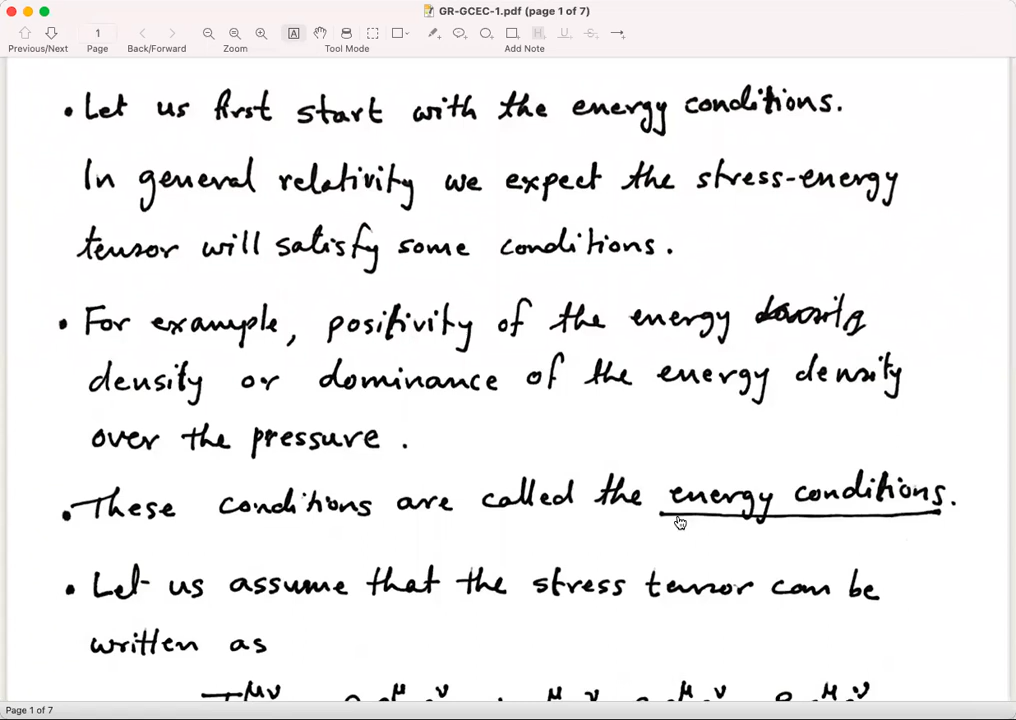 GR-GCEC-1.pdf (page 1 of 7)
1
Previous/Next Page Back/Forward Zoom Tool Mode Add Note
• Let us first start with the energy conditions.
In general relativity we expect the stress-energy
tensor will satisfy some conditions.
• For example, positivity of the energy
density or dominance of the energy density
over the pressure.
• These conditions are called the energy conditions.
• Let us assume that the stress tensor can be
written as
Page 1 of 7